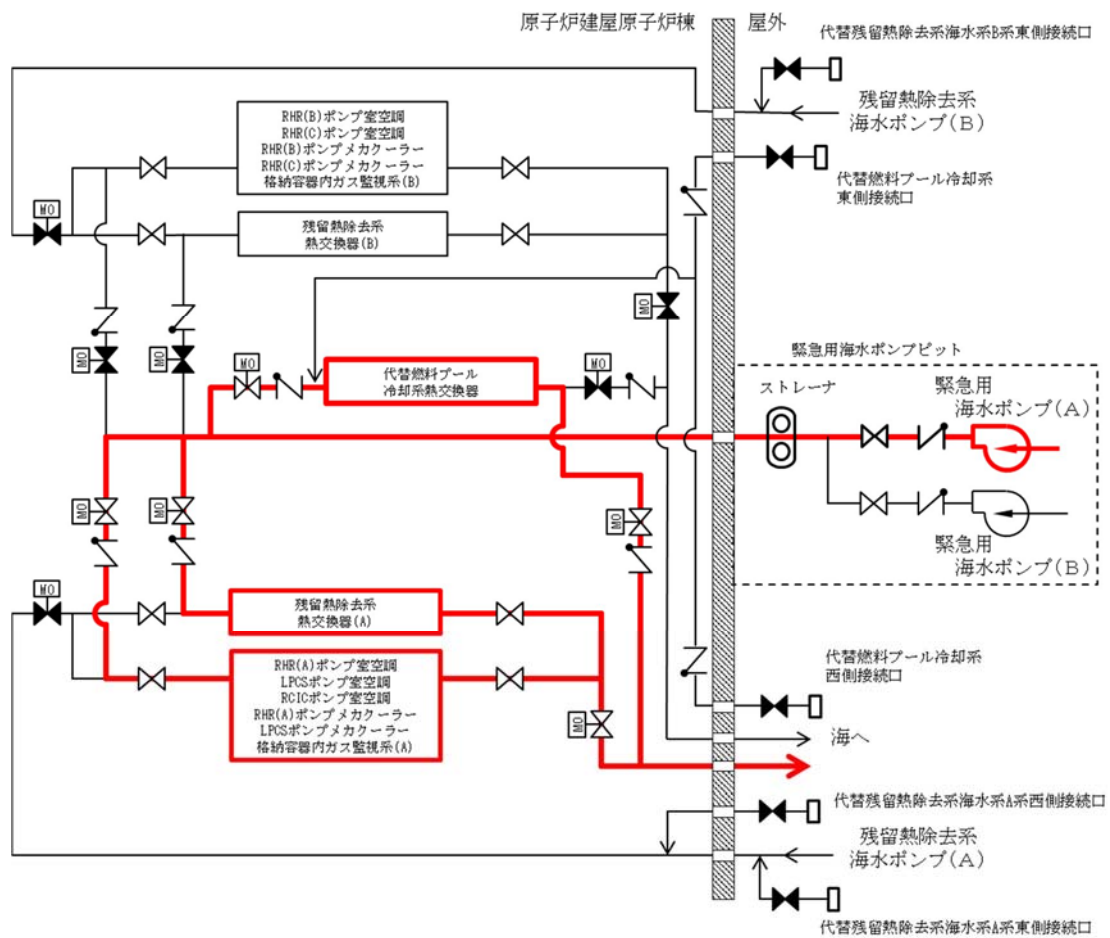 原子炉建屋原子炉棟
屋外
代替残留熱除去系海水系B系東側接続口
残留熱除去系
海水ポンプ(B)
代替燃料プール冷却系
東側接続口
RHR(B)ポンプ室空調
RHR(C)ポンプ室空調
RHR(B)ポンプメカクーラー
RHR(C)ポンプメカクーラー
格納容器内ガス監視系(B)
MO
残留熱除去系
熱交換器(B)
MO
MO
MO
MO
代替燃料プール
冷却系熱交換器
MO
緊急用海水ポンプピット
ストレーナ
緊急用
海水ポンプ(A)
MO
MO
MO
緊急用
海水ポンプ(B)
MO
残留熱除去系
熱交換器(A)
RHR(A)ポンプ室空調
LPCSポンプ室空調
RCICポンプ室空調
RHR(A)ポンプメカクーラー
LPCSポンプメカクーラー
格納容器内ガス監視系(A)
MO
代替燃料プール冷却系
西側接続口
海へ
代替残留熱除去系海水系A系西側接続口
残留熱除去系
海水ポンプ(A)
代替残留熱除去系海水系A系東側接続口